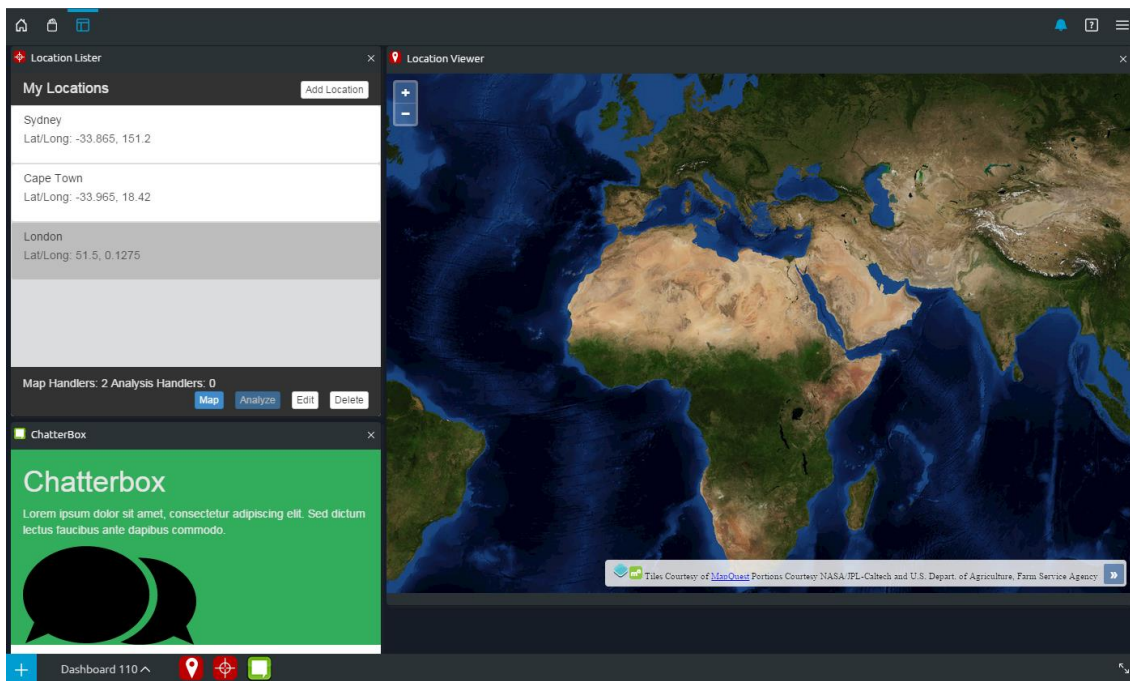 Location Lister
My Locations
Add Location
Sydney
Lat/Long: -33.865, 151.2
Cape Town
Lat/Long: -33.965, 18.42
London
Lat/Long: 51.5, 0.1275
Map Handlers: 2 Analysis Handlers: 0
Map Analyze Edit Delete
ChatterBox
Chatterbox
Lorem ipsum dolor sit amet, consectetur adipiscing elit. Sed dictum
lectus faucibus ante dapibus commodo.
Location Viewer
+
−
Tiles Courtesy of MapQuest Portions Courtesy NASA/JPL-Caltech and U.S. Depart. of Agriculture, Farm Service Agency »
Dashboard 110